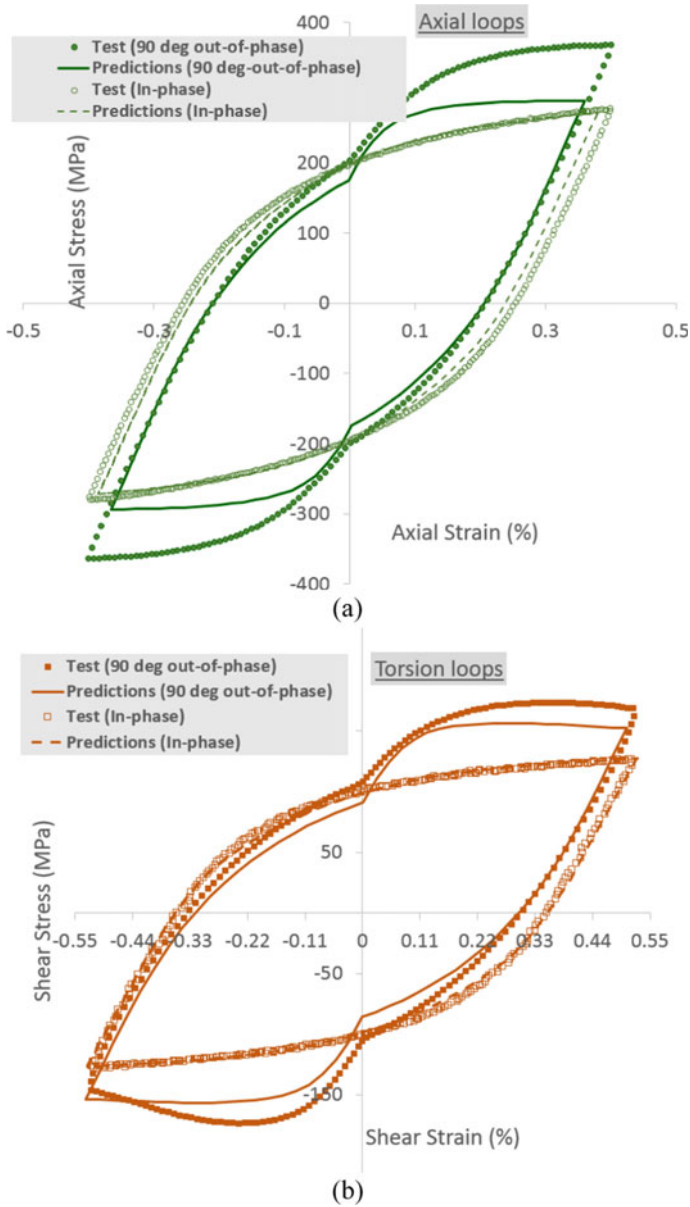 400
Axial loops
Test (90 deg out-of-phase)
Predictions (90 deg-out-of-phase)
Test (In-phase)
Predictions (In-phase)
Axial Stress (MPa)
200
100
0
-0.5 -0.3 -0.1 0.1 0.3 0.5
-100
-200
-300
-400
Axial Strain (%)
(a)
Test (90 deg out-of-phase)
Predictions (90 deg out-of-phase)
Test (In-phase)
Predictions (In-phase)
Torsion loops
Shear Stress (MPa)
50
-0.55 -0.44 -0.33 -0.22 -0.11 0 0.11 0.22 0.33 0.44 0.55
-50
-150
Shear Strain (%)
(b)